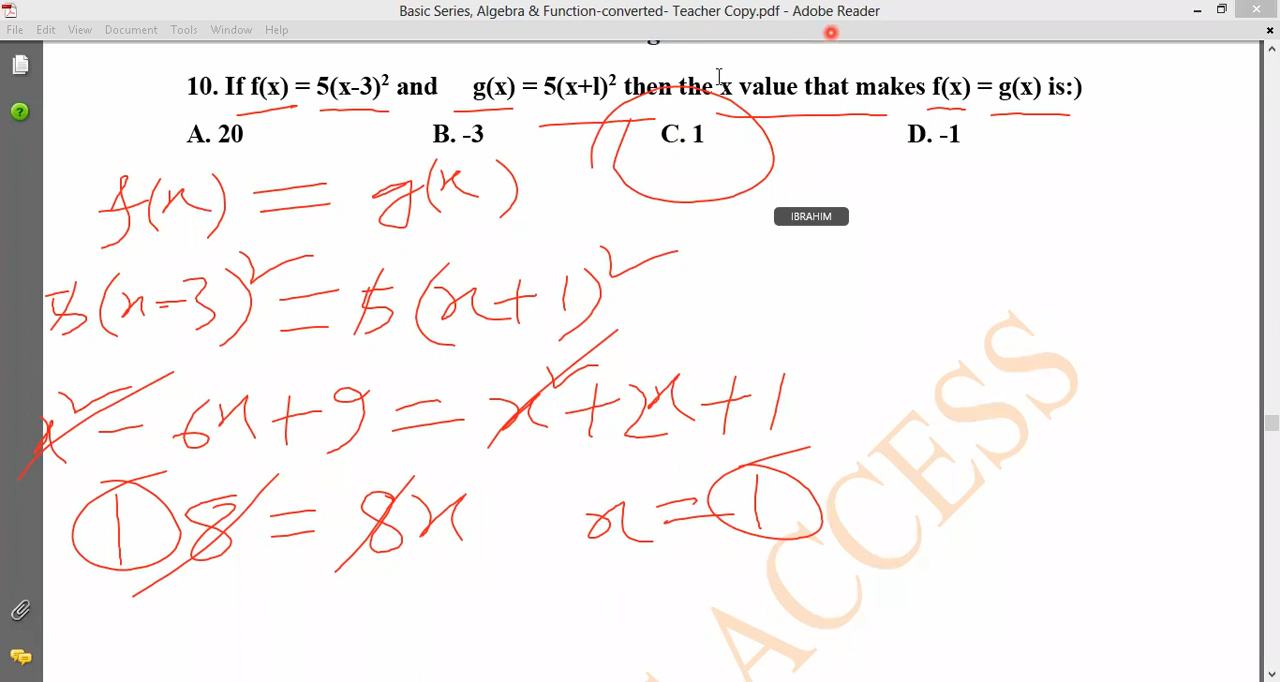 Basic Series, Algebra & Function-converted- Teacher Copy.pdf - Adobe Reader
File Edit View Document Tools Window Help
10. If f(x) = 5(x-3)² and g(x) = 5(x+l)² then the x value that makes f(x) = g(x) is:)
A. 20 B. -3 C. 1 D. -1
f(x) = g(x)
IBRAHIM
5(x-3)² = 5(x+1)²
x² - 6x + 9 = x² + 2x + 1
1 8 = 8x x = 1
ACCESS